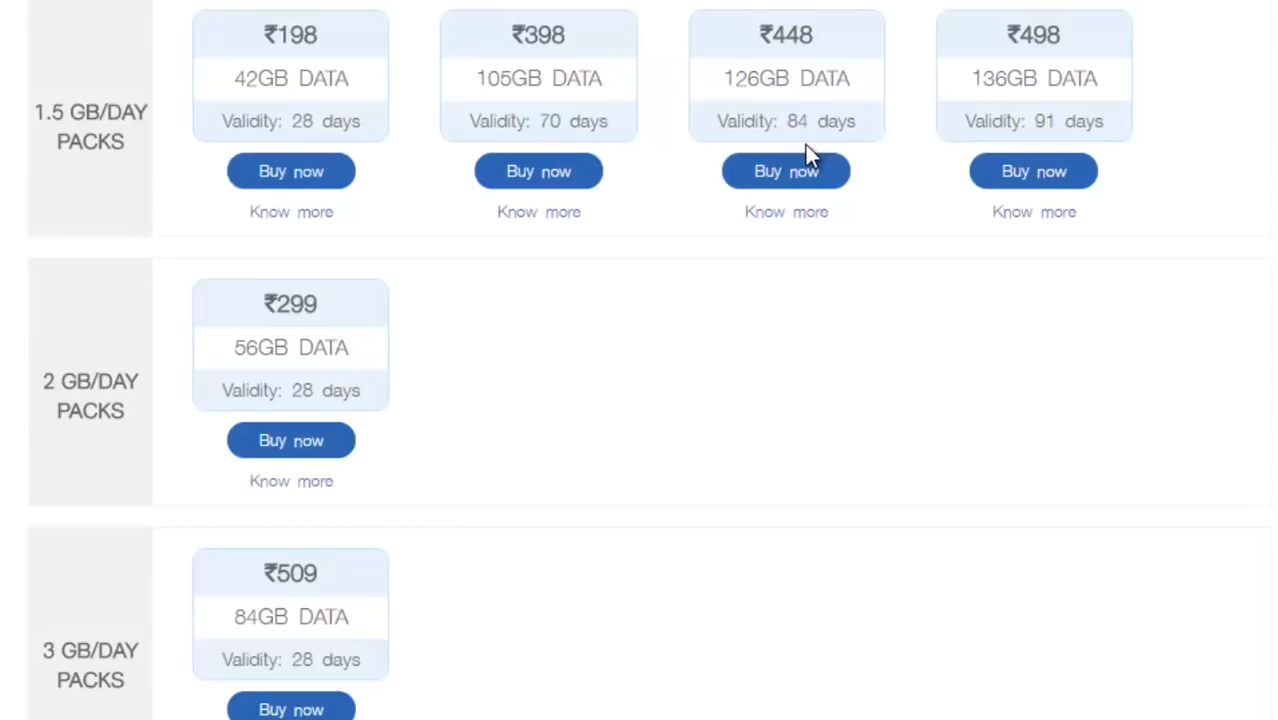 1.5 GB/DAY
PACKS
₹198
42GB DATA
Validity: 28 days
Buy now
Know more
₹398
105GB DATA
Validity: 70 days
Buy now
Know more
₹448
126GB DATA
Validity: 84 days
Buy now
Know more
₹498
136GB DATA
Validity: 91 days
Buy now
Know more
2 GB/DAY
PACKS
₹299
56GB DATA
Validity: 28 days
Buy now
Know more
3 GB/DAY
PACKS
₹509
84GB DATA
Validity: 28 days
Buy now